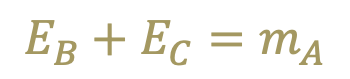 E_B + E_C = m_A